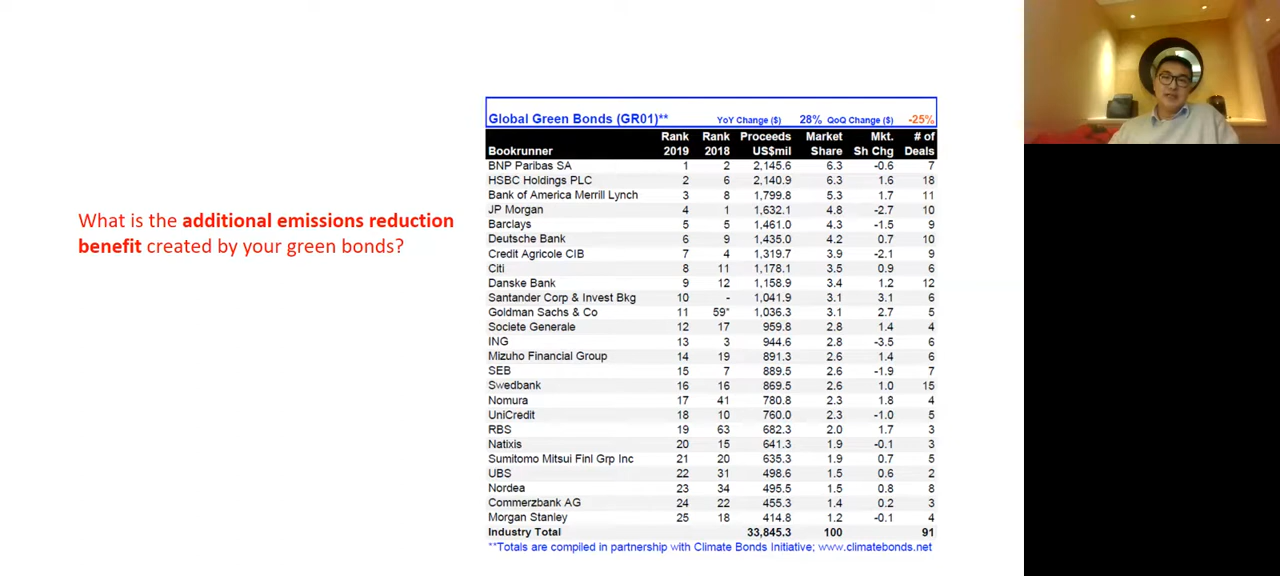 What is the additional emissions reduction
benefit created by your green bonds?
Global Green Bonds (GR01)** YoY Change ($) 28% QoQ Change ($) -25%
Rank Rank Proceeds Market Mkt. # of
Bookrunner 2019 2018 US$mil Share Sh Chg Deals
BNP Paribas SA 1 2 2,145.6 6.3 -0.6 7
HSBC Holdings PLC 2 6 2,140.9 6.3 1.6 18
Bank of America Merrill Lynch 3 8 1,799.8 5.3 1.7 11
JP Morgan 4 1 1,632.1 4.8 -2.7 10
Barclays 5 5 1,461.0 4.3 -1.5 9
Deutsche Bank 6 9 1,435.0 4.2 0.7 10
Credit Agricole CIB 7 4 1,319.7 3.9 -2.1 9
Citi 8 11 1,178.1 3.5 0.9 6
Danske Bank 9 12 1,158.9 3.4 1.2 12
Santander Corp & Invest Bkg 10 - 1,041.9 3.1 3.1 6
Goldman Sachs & Co 11 59* 1,036.3 3.1 2.7 5
Societe Generale 12 17 959.8 2.8 1.4 4
ING 13 3 944.6 2.8 -3.5 6
Mizuho Financial Group 14 19 891.3 2.6 1.4 6
SEB 15 7 889.5 2.6 -1.9 7
Swedbank 16 16 869.5 2.6 1.0 15
Nomura 17 41 780.8 2.3 1.8 4
UniCredit 18 10 760.0 2.3 -1.0 5
RBS 19 63 682.3 2.0 1.7 3
Natixis 20 15 641.3 1.9 -0.1 3
Sumitomo Mitsui Finl Grp Inc 21 20 635.3 1.9 0.7 5
UBS 22 31 498.6 1.5 0.6 2
Nordea 23 34 495.5 1.5 0.8 8
Commerzbank AG 24 22 455.3 1.4 0.2 3
Morgan Stanley 25 18 414.8 1.2 -0.1 4
Industry Total 33,845.3 100 91
**Totals are compiled in partnership with Climate Bonds Initiative; www.climatebonds.net